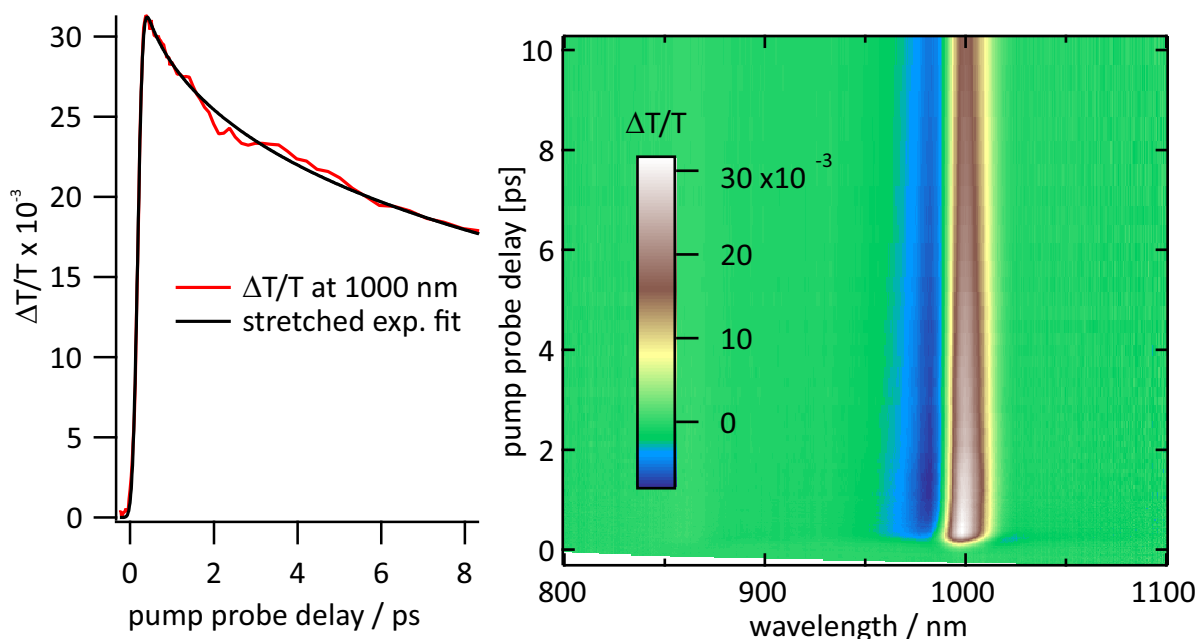 ΔT/T x 10⁻³
30
25
20
15
10
5
0
0 2 4 6 8
pump probe delay / ps
ΔT/T at 1000 nm
stretched exp. fit
pump probe delay [ps]
10
8
6
4
2
0
ΔT/T
30 x10⁻³
20
10
0
800 900 1000 1100
wavelength / nm